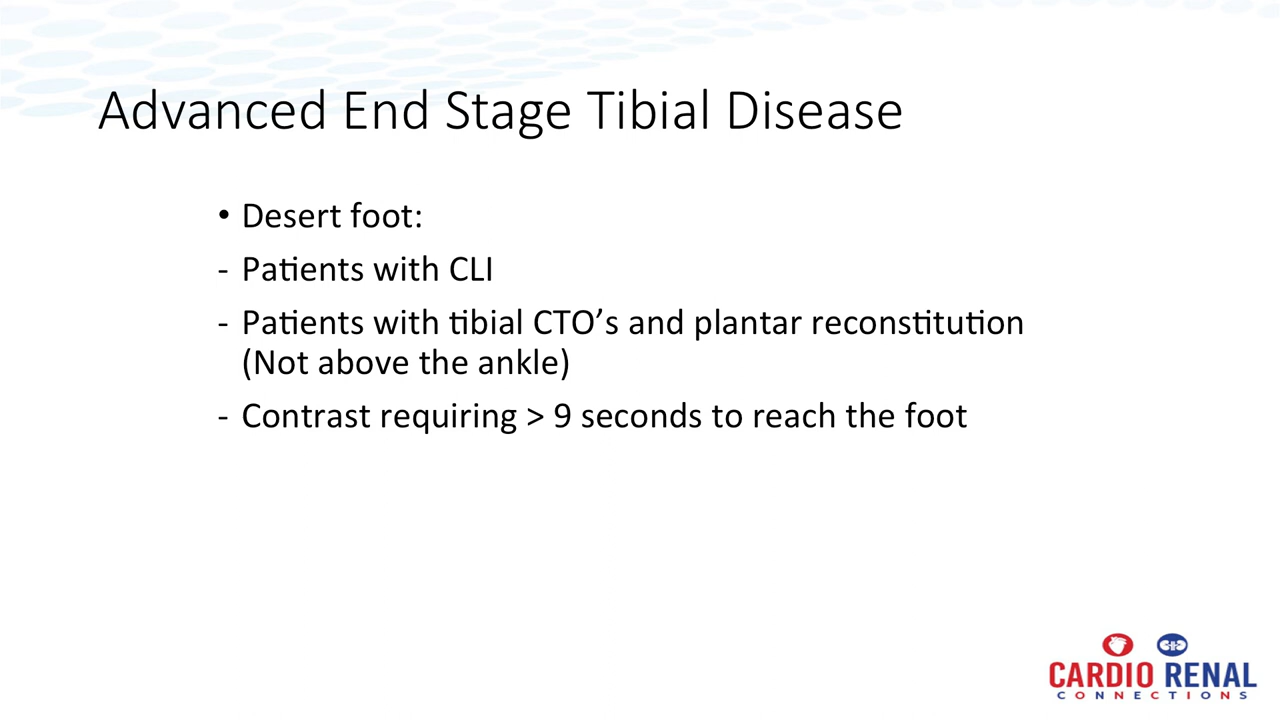 Advanced End Stage Tibial Disease
• Desert foot:
- Patients with CLI
- Patients with tibial CTO’s and plantar reconstitution
(Not above the ankle)
- Contrast requiring > 9 seconds to reach the foot
CARDIO RENAL
CONNECTIONS